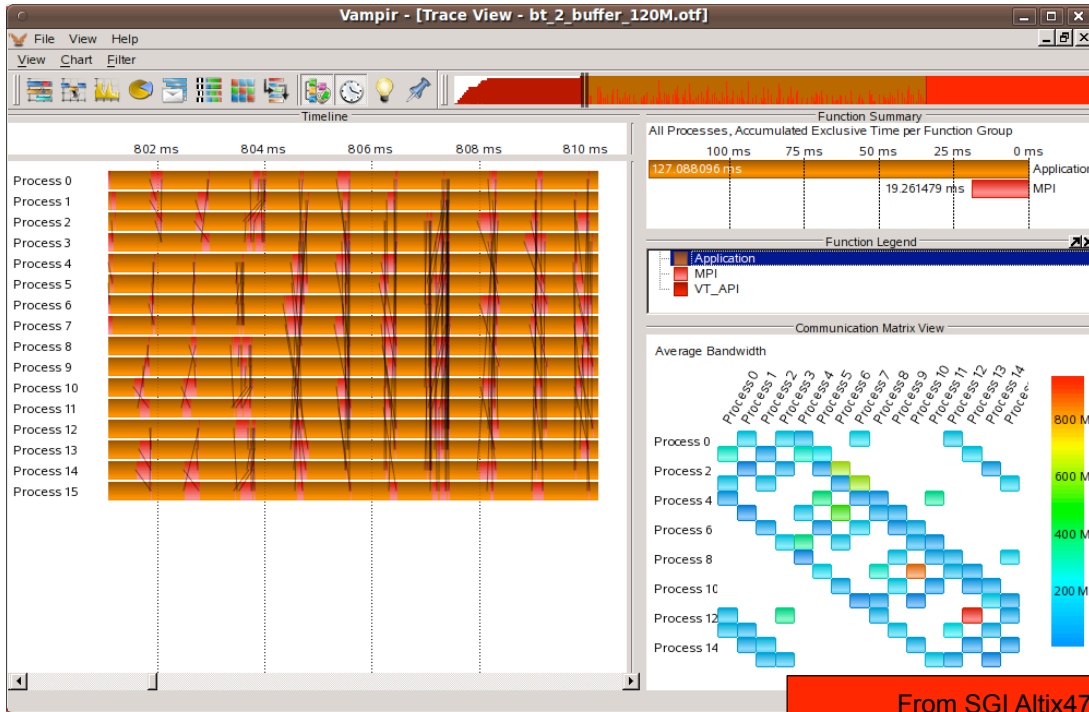 Vampir - [Trace View - bt_2_buffer_120M.otf]
File View Help
View Chart Filter
Timeline
802 ms 804 ms 806 ms 808 ms 810 ms
Process 0
Process 1
Process 2
Process 3
Process 4
Process 5
Process 6
Process 7
Process 8
Process 9
Process 10
Process 11
Process 12
Process 13
Process 14
Process 15
Function Summary
All Processes, Accumulated Exclusive Time per Function Group
100 ms 75 ms 50 ms 25 ms 0 ms
127.088096 ms Application
19.261479 ms MPI
Function Legend
Application
MPI
VT_API
Communication Matrix View
Average Bandwidth
Process 0 Process 1 Process 2 Process 3 Process 4 Process 5 Process 6 Process 7 Process 8 Process 9 Process 10 Process 11 Process 12 Process 13 Process 14 Process
Process 0
Process 2
Process 4
Process 6
Process 8
Process 10
Process 12
Process 14
800 M
600 M
400 M
200 M
From SGI Altix47